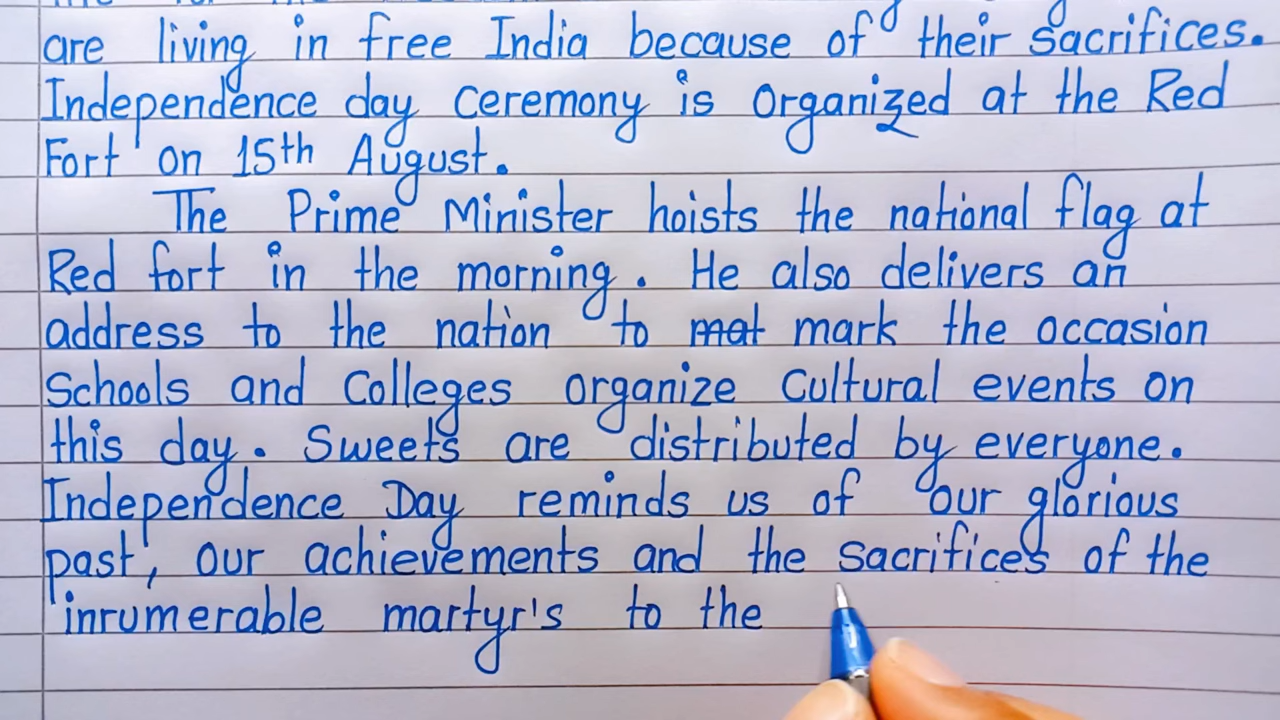 are living in free India because of their sacrifices.
Independence day ceremony is organized at the Red
Fort on 15th August.
The Prime Minister hoists the national flag at
Red fort in the morning. He also delivers an
address to the nation to mat mark the occasion
Schools and Colleges organize Cultural events on
this day. Sweets are distributed by everyone.
Independence Day reminds us of our glorious
past, our achievements and the sacrifices of the
inrumerable martyr's to the